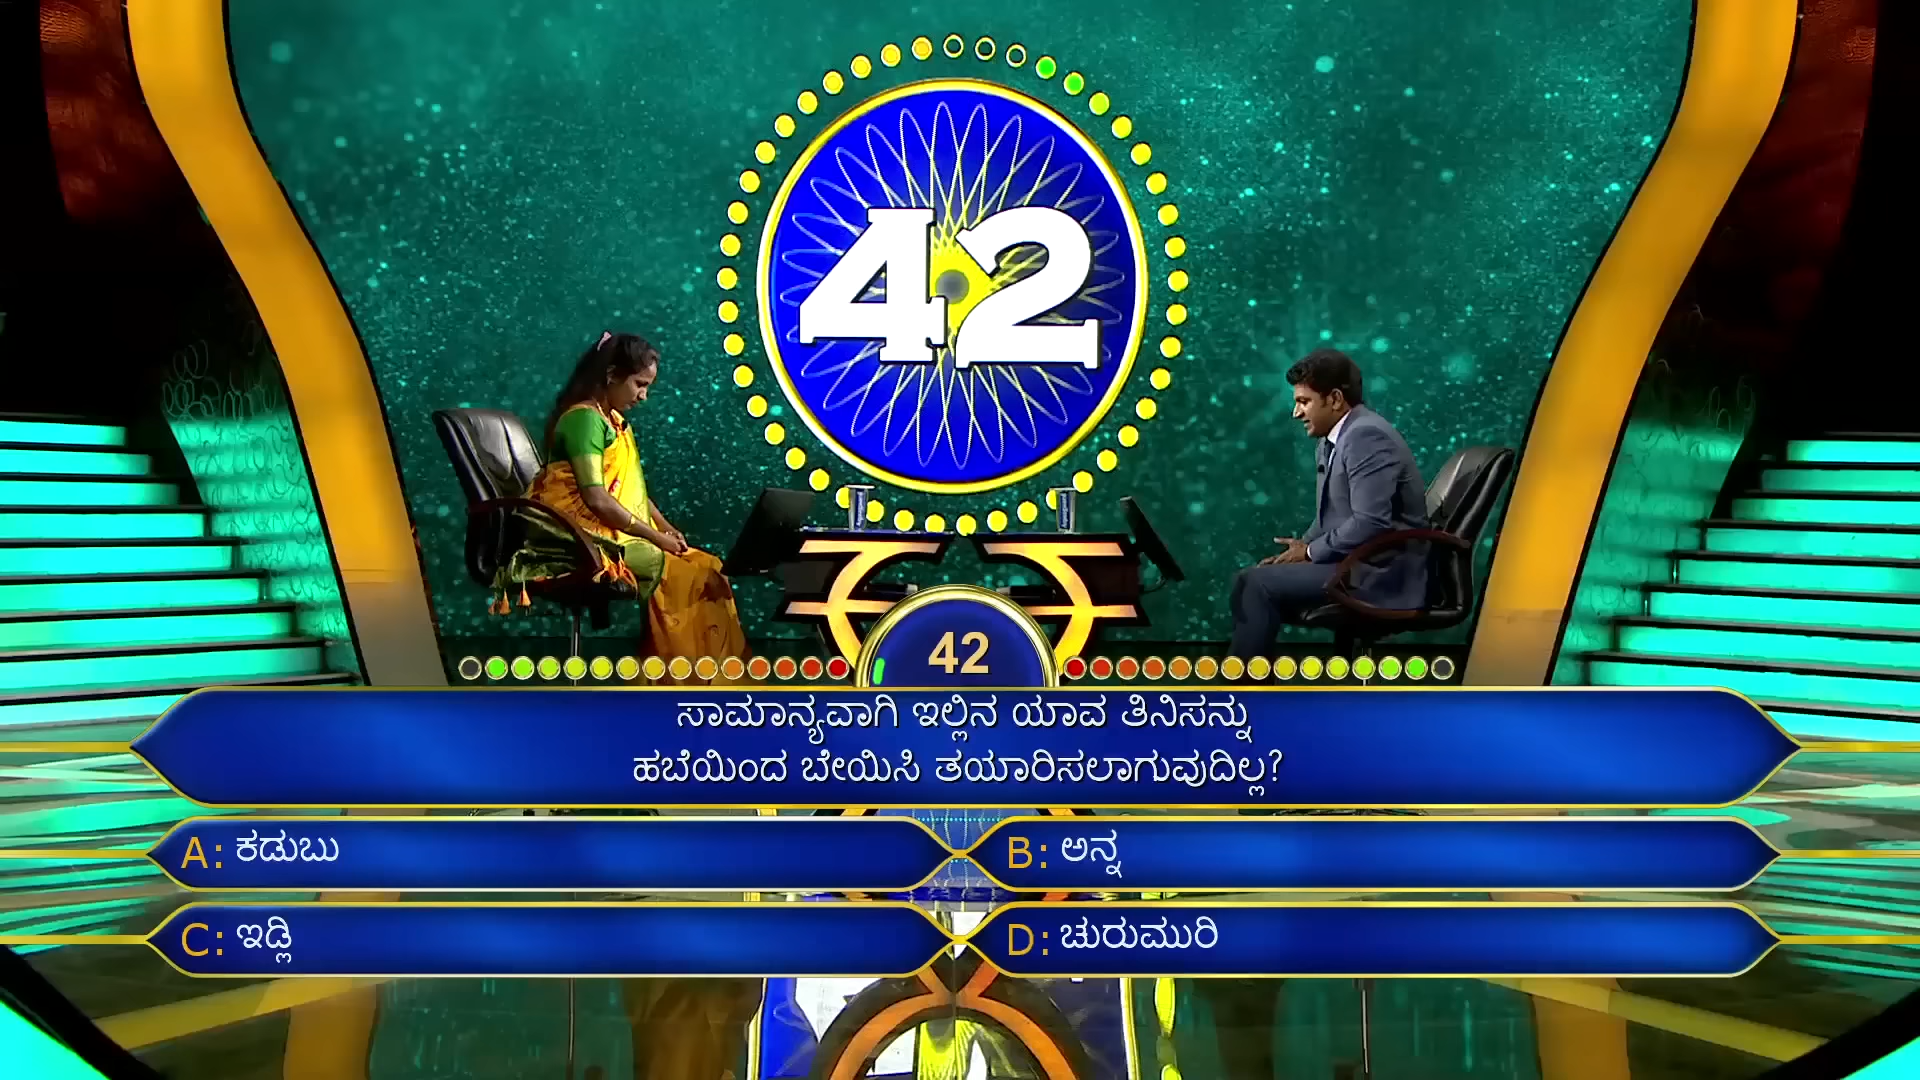 42
42
ಸಾಮಾನ್ಯವಾಗಿ ಇಲ್ಲಿನ ಯಾವ ತಿನಿಸನ್ನು
ಹಬೆಯಿಂದ ಬೇಯಿಸಿ ತಯಾರಿಸಲಾಗುವುದಿಲ್ಲ?
A: ಕಡುಬು
B: ಅನ್ನ
C: ಇಡ್ಲಿ
D: ಚುರುಮುರಿ